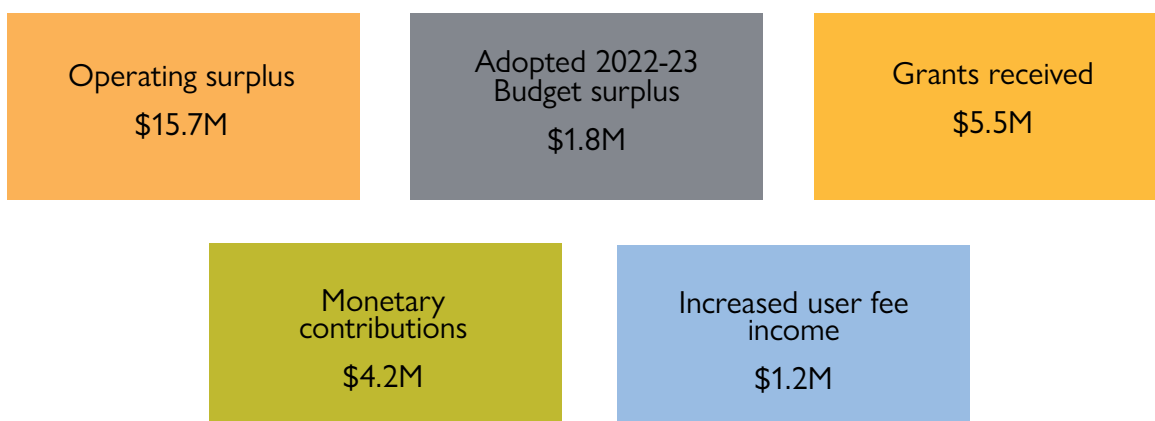 Operating surplus
$15.7M
Adopted 2022-23
Budget surplus
$1.8M
Grants received
$5.5M
Monetary
contributions
$4.2M
Increased user fee
income
$1.2M